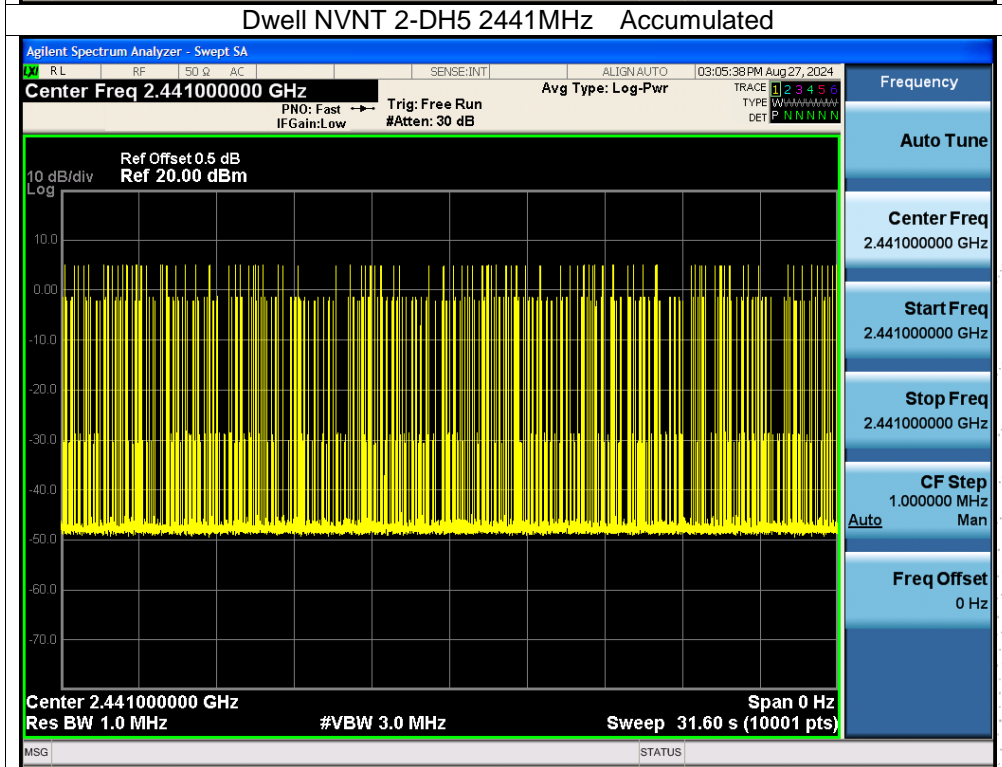 Dwell NVNT 2-DH5 2441MHz Accumulated
Agilent Spectrum Analyzer - Swept SA
LXI RL RF 50 Ω AC SENSE:INT ALIGN AUTO 03:05:38 PM Aug 27, 2024
Center Freq 2.441000000 GHz
PNO: Fast
IFGain:Low
Trig: Free Run
#Atten: 30 dB
Avg Type: Log-Pwr
TRACE 1 2 3 4 5 6
TYPE WWWWWW
DET P N N N N N
Ref Offset 0.5 dB
10 dB/div Ref 20.00 dBm
Log
10.0
0.00
-10.0
-20.0
-30.0
-40.0
-50.0
-60.0
-70.0
Center 2.441000000 GHz Span 0 Hz
Res BW 1.0 MHz #VBW 3.0 MHz Sweep 31.60 s (10001 pts)
MSG STATUS
Frequency
Auto Tune
Center Freq
2.441000000 GHz
Start Freq
2.441000000 GHz
Stop Freq
2.441000000 GHz
CF Step
1.000000 MHz
Auto Man
Freq Offset
0 Hz